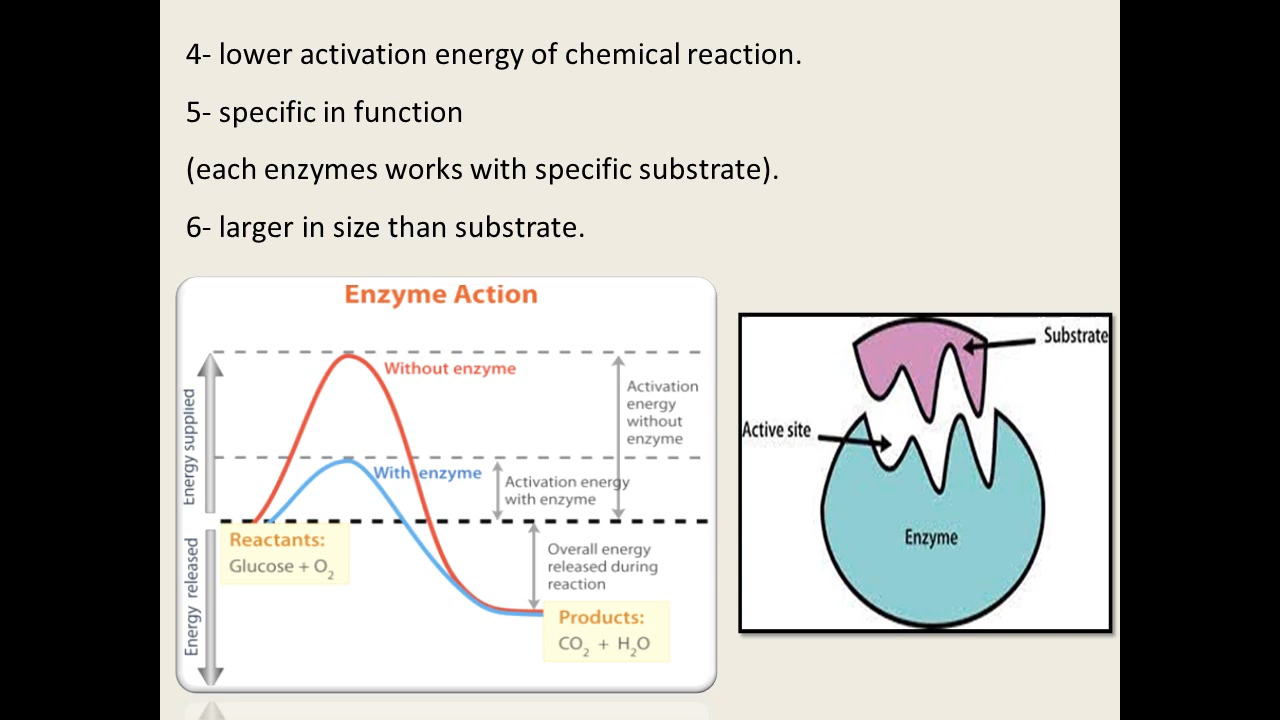 4- lower activation energy of chemical reaction.
5- specific in function
(each enzymes works with specific substrate).
6- larger in size than substrate.
Enzyme Action
Energy supplied
Energy released
Without enzyme
With enzyme
Activation
energy
without
enzyme
Activation energy
with enzyme
Reactants:
Glucose + O₂
Overall energy
released during
reaction
Products:
CO₂ + H₂O
Substrate
Active site
Enzyme